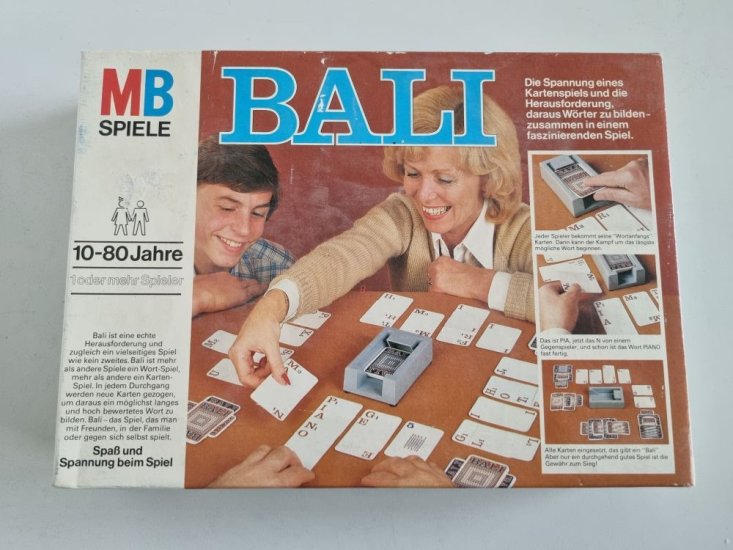 MB
SPIELE
10-80 Jahre
1 oder mehr Spieler
Bali ist eine echte
Herausforderung und
zugleich ein vielseitiges Spiel
wie kein zweites. Bali ist mehr
als andere Spiele ein Wort-Spiel,
mehr als andere ein Karten-
Spiel. In jedem Durchgang
werden neue Karten gezogen,
um daraus ein möglichst langes
und hoch bewertetes Wort zu
bilden. Bali – das Spiel, das man
mit Freunden, in der Familie
oder gegen sich selbst spielt.
Spaß und
Spannung beim Spiel
BALI
Die Spannung eines
Kartenspiels und die
Herausforderung,
daraus Wörter zu bilden-
zusammen in einem
faszinierenden Spiel.
Jeder Spieler bekommt seine "Wortanfangs"
Karten. Dann kann der Kampf um das längst
mögliche Wort beginnen.
Das ist PIA, jetzt das N von einem
Gegenspieler, und schon ist das Wort PIANO
fast fertig.
Alle Karten eingesetzt, das gibt ein "Bali"
Aber nur ein durchgehend gutes Spiel ist die
Gewähr zum Sieg!
R
M
I
N
P
I
A
N
O
G
E
BALI